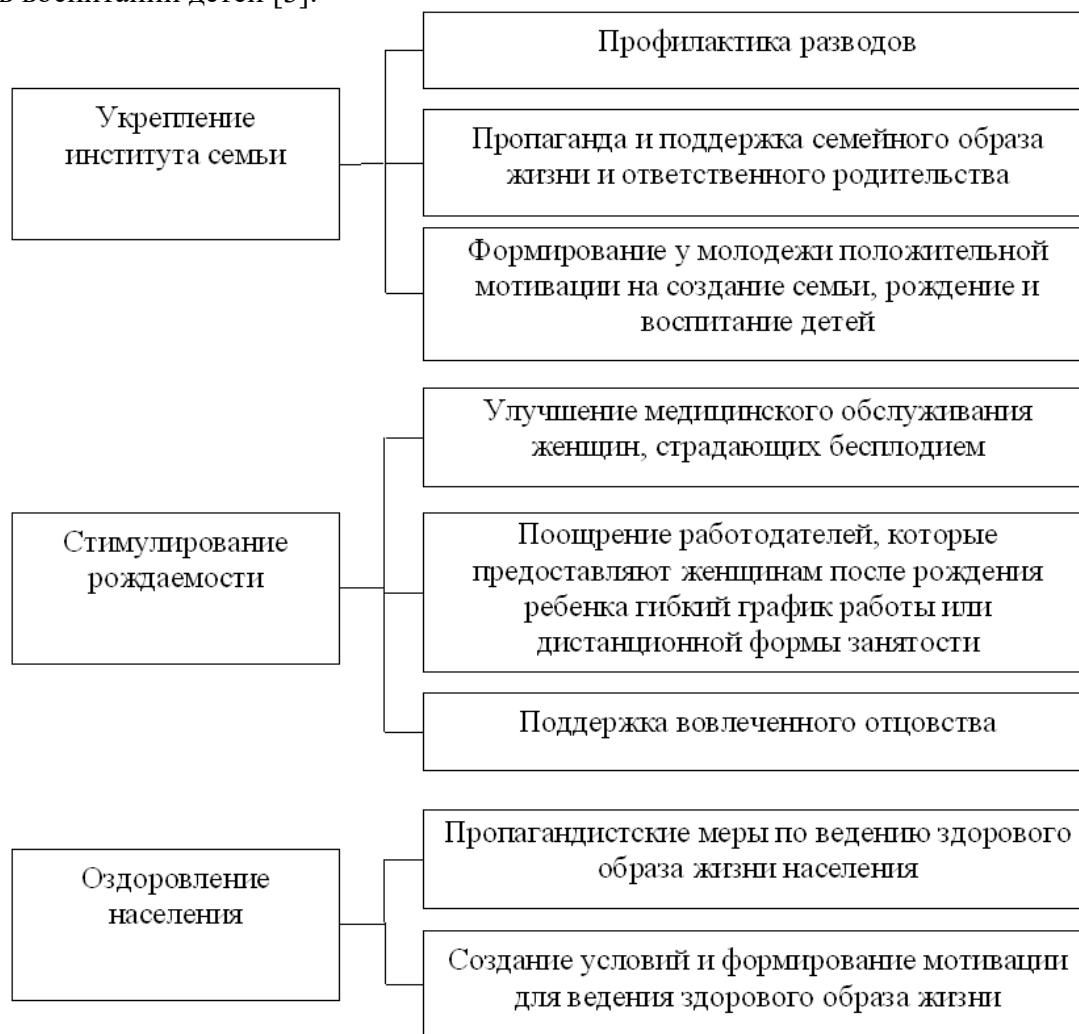 в воспитании детей [5].
Профилактика разводов
Укрепление
института семьи
Пропаганда и поддержка семейного образа
жизни и ответственного родительства
Формирование у молодежи положительной
мотивации на создание семьи, рождение и
воспитание детей
Улучшение медицинского обслуживания
женщин, страдающих бесплодием
Стимулирование
рождаемости
Поощрение работодателей, которые
предоставляют женщинам после рождения
ребенка гибкий график работы или
дистанционной формы занятости
Поддержка вовлеченного отцовства
Оздоровление
населения
Пропагандистские меры по ведению здорового
образа жизни населения
Создание условий и формирование мотивации
для ведения здорового образа жизни